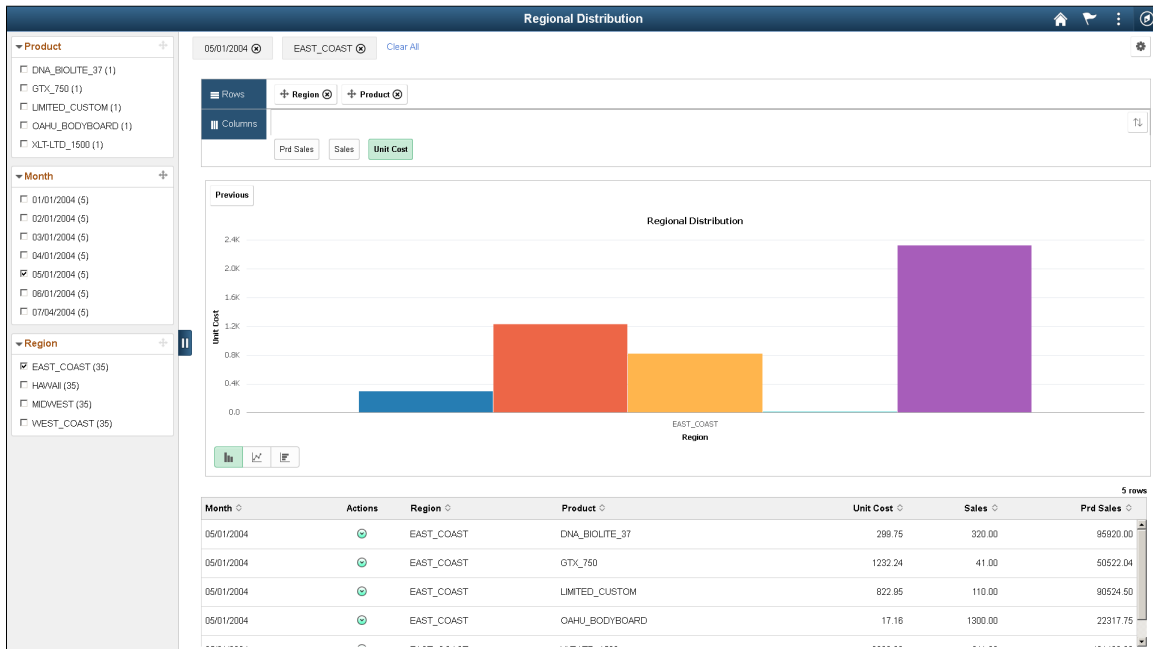 Regional Distribution
Product
DNA_BIOLITE_37 (1)
GTX_750 (1)
LIMITED_CUSTOM (1)
OAHU_BODYBOARD (1)
XLT-LTD_1500 (1)
Month
01/01/2004 (5)
02/01/2004 (5)
03/01/2004 (5)
04/01/2004 (5)
05/01/2004 (5)
06/01/2004 (5)
07/04/2004 (5)
Region
EAST_COAST (35)
HAWAII (35)
MIDWEST (35)
WEST_COAST (35)
05/01/2004 EAST_COAST Clear All
Rows Region Product
Columns
Prd Sales Sales Unit Cost
Previous
Regional Distribution
Unit Cost
2.4K
2.0K
1.6K
1.2K
0.8K
0.4K
0.0
EAST_COAST
Region
5 rows
Month Actions Region Product Unit Cost Sales Prd Sales
05/01/2004 EAST_COAST DNA_BIOLITE_37 299.75 320.00 95920.00
05/01/2004 EAST_COAST GTX_750 1232.24 41.00 50522.04
05/01/2004 EAST_COAST LIMITED_CUSTOM 822.95 110.00 90524.50
05/01/2004 EAST_COAST OAHU_BODYBOARD 17.16 1300.00 22317.75